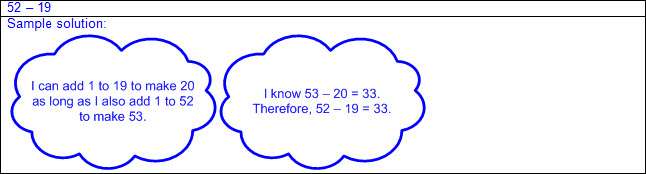 52 – 19
Sample solution:
I can add 1 to 19 to make 20
as long as I also add 1 to 52
to make 53.
I know 53 – 20 = 33.
Therefore, 52 – 19 = 33.